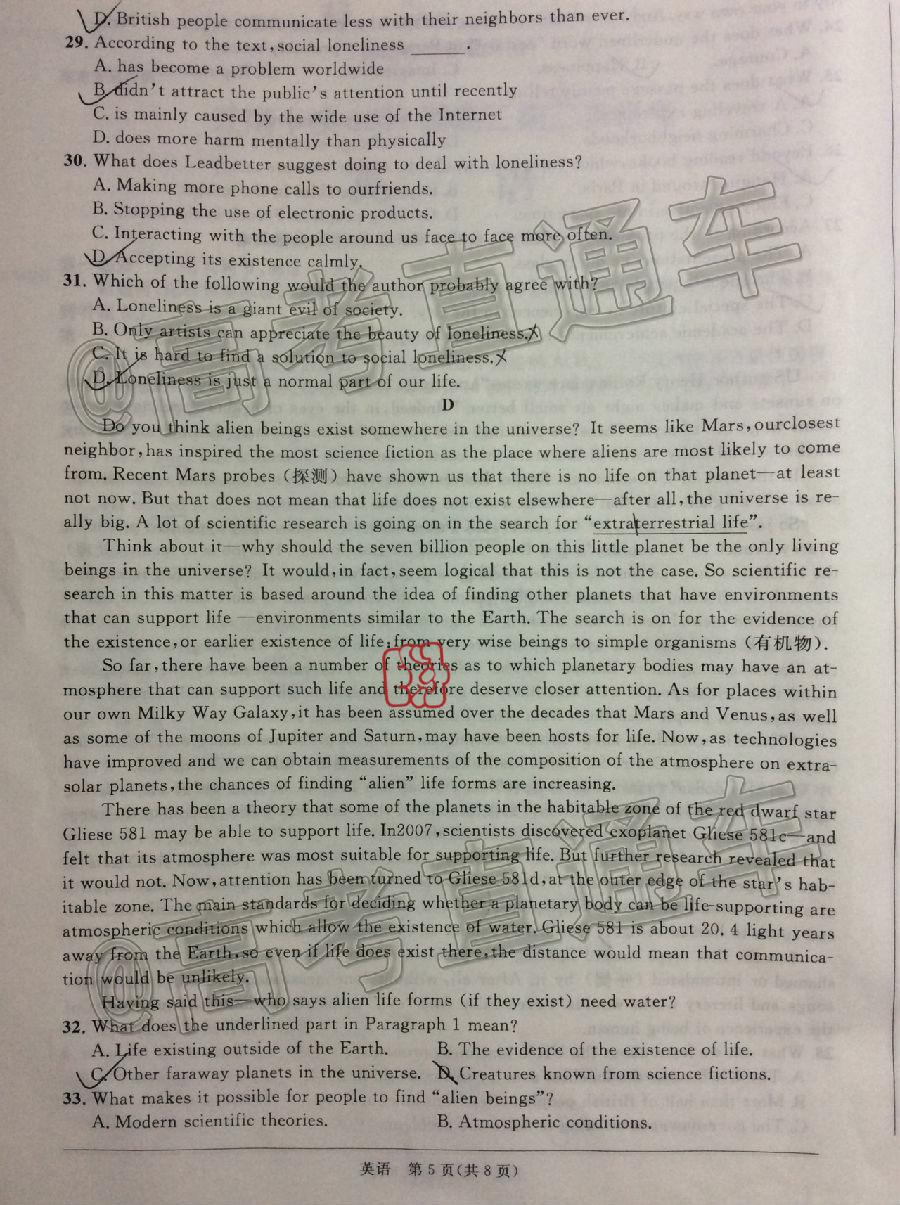 D. British people communicate less with their neighbors than ever.
29. According to the text, social loneliness ______.
A. has become a problem worldwide
B. didn't attract the public's attention until recently
C. is mainly caused by the wide use of the Internet
D. does more harm mentally than physically
30. What does Leadbetter suggest doing to deal with loneliness?
A. Making more phone calls to ourfriends.
B. Stopping the use of electronic products.
C. Interacting with the people around us face to face more often.
D. Accepting its existence calmly.
31. Which of the following would the author probably agree with?
A. Loneliness is a giant evil of society.
B. Only artists can appreciate the beauty of loneliness.
C. It is hard to find a solution to social loneliness.
D. Loneliness is just a normal part of our life.
D
Do you think alien beings exist somewhere in the universe? It seems like Mars, ourclosest
neighbor, has inspired the most science fiction as the place where aliens are most likely to come
from. Recent Mars probes (探测) have shown us that there is no life on that planet—at least
not now. But that does not mean that life does not exist elsewhere—after all, the universe is re-
ally big. A lot of scientific research is going on in the search for "extraterrestrial life".
Think about it—why should the seven billion people on this little planet be the only living
beings in the universe? It would, in fact, seem logical that this is not the case. So scientific re-
search in this matter is based around the idea of finding other planets that have environments
that can support life —environments similar to the Earth. The search is on for the evidence of
the existence, or earlier existence of life, from very wise beings to simple organisms (有机物).
So far, there have been a number of theories as to which planetary bodies may have an at-
mosphere that can support such life and therefore deserve closer attention. As for places within
our own Milky Way Galaxy, it has been assumed over the decades that Mars and Venus, as well
as some of the moons of Jupiter and Saturn, may have been hosts for life. Now, as technologies
have improved and we can obtain measurements of the composition of the atmosphere on extra-
solar planets, the chances of finding "alien" life forms are increasing.
There has been a theory that some of the planets in the habitable zone of the red dwarf star
Gliese 581 may be able to support life. In2007, scientists discovered exoplanet Gliese 581c—and
felt that its atmosphere was most suitable for supporting life. But further research revealed that
it would not. Now, attention has been turned to Gliese 581d, at the outer edge of the star's hab-
itable zone. The main standards for deciding whether a planetary body can be life-supporting are
atmospheric conditions which allow the existence of water. Gliese 581 is about 20.4 light years
away from the Earth, so even if life does exist there, the distance would mean that communica-
tion would be unlikely.
Having said this—who says alien life forms (if they exist) need water?
32. What does the underlined part in Paragraph 1 mean?
A. Life existing outside of the Earth. B. The evidence of the existence of life.
C. Other faraway planets in the universe. D. Creatures known from science fictions.
33. What makes it possible for people to find "alien beings"?
A. Modern scientific theories. B. Atmospheric conditions.
英语 第 5 页(共 8 页)
@高考直通车
@高考直通车